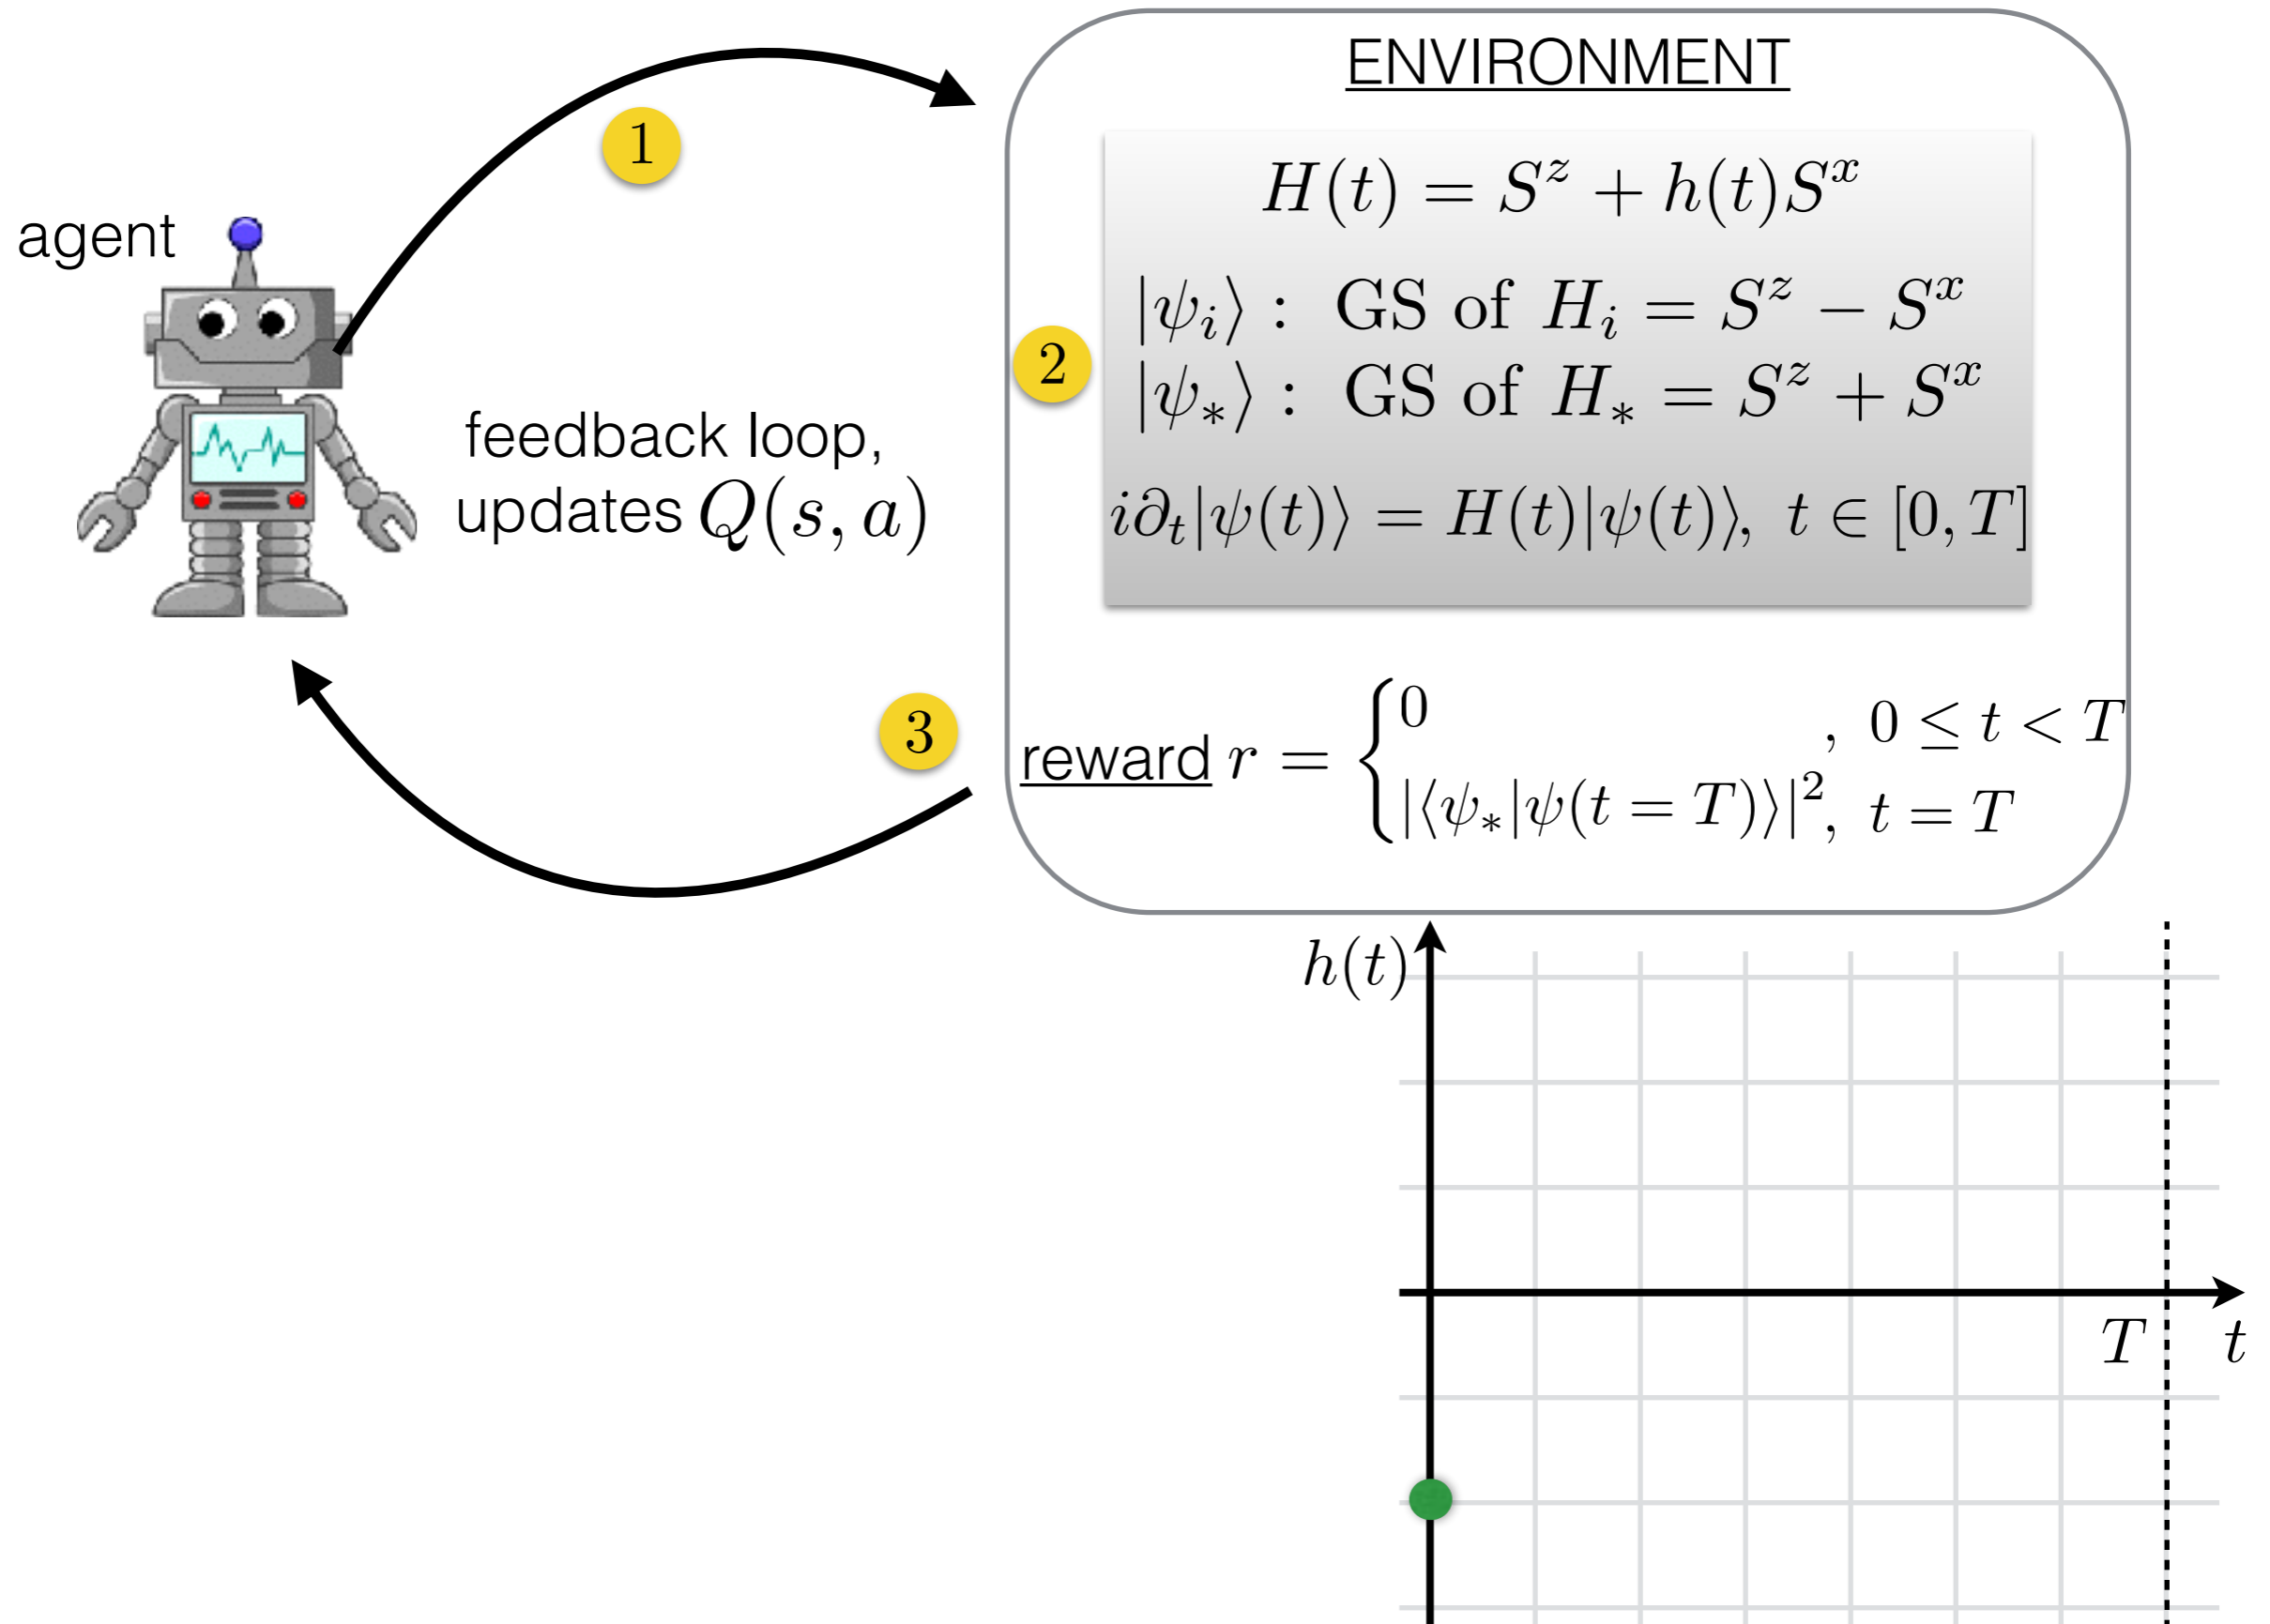 agent
1
feedback loop,
updates Q(s, a)
ENVIRONMENT
H(t) = S^z + h(t)S^x
2
|ψ_i⟩ : GS of H_i = S^z − S^x
|ψ_*⟩ : GS of H_* = S^z + S^x
i∂_t|ψ(t)⟩ = H(t)|ψ(t)⟩, t ∈ [0, T]
3
reward r = { 0 , 0 ≤ t < T
|⟨ψ_*|ψ(t = T)⟩|^2, t = T
h(t)
T t